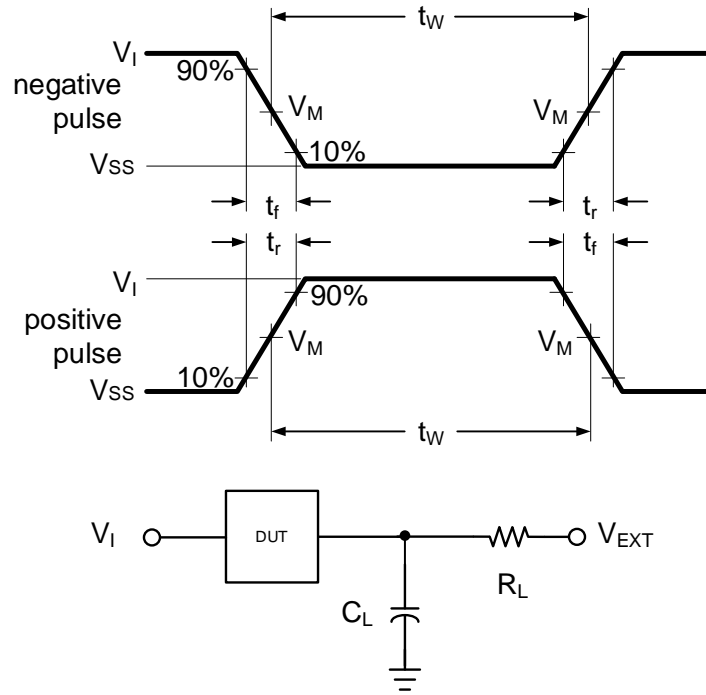 tW
VI
90%
negative
pulse
VM
VM
10%
VSS
tf
tr
tr
tf
VI
90%
positive
pulse
VM
VM
VSS
10%
tW
VI
DUT
VEXT
RL
CL